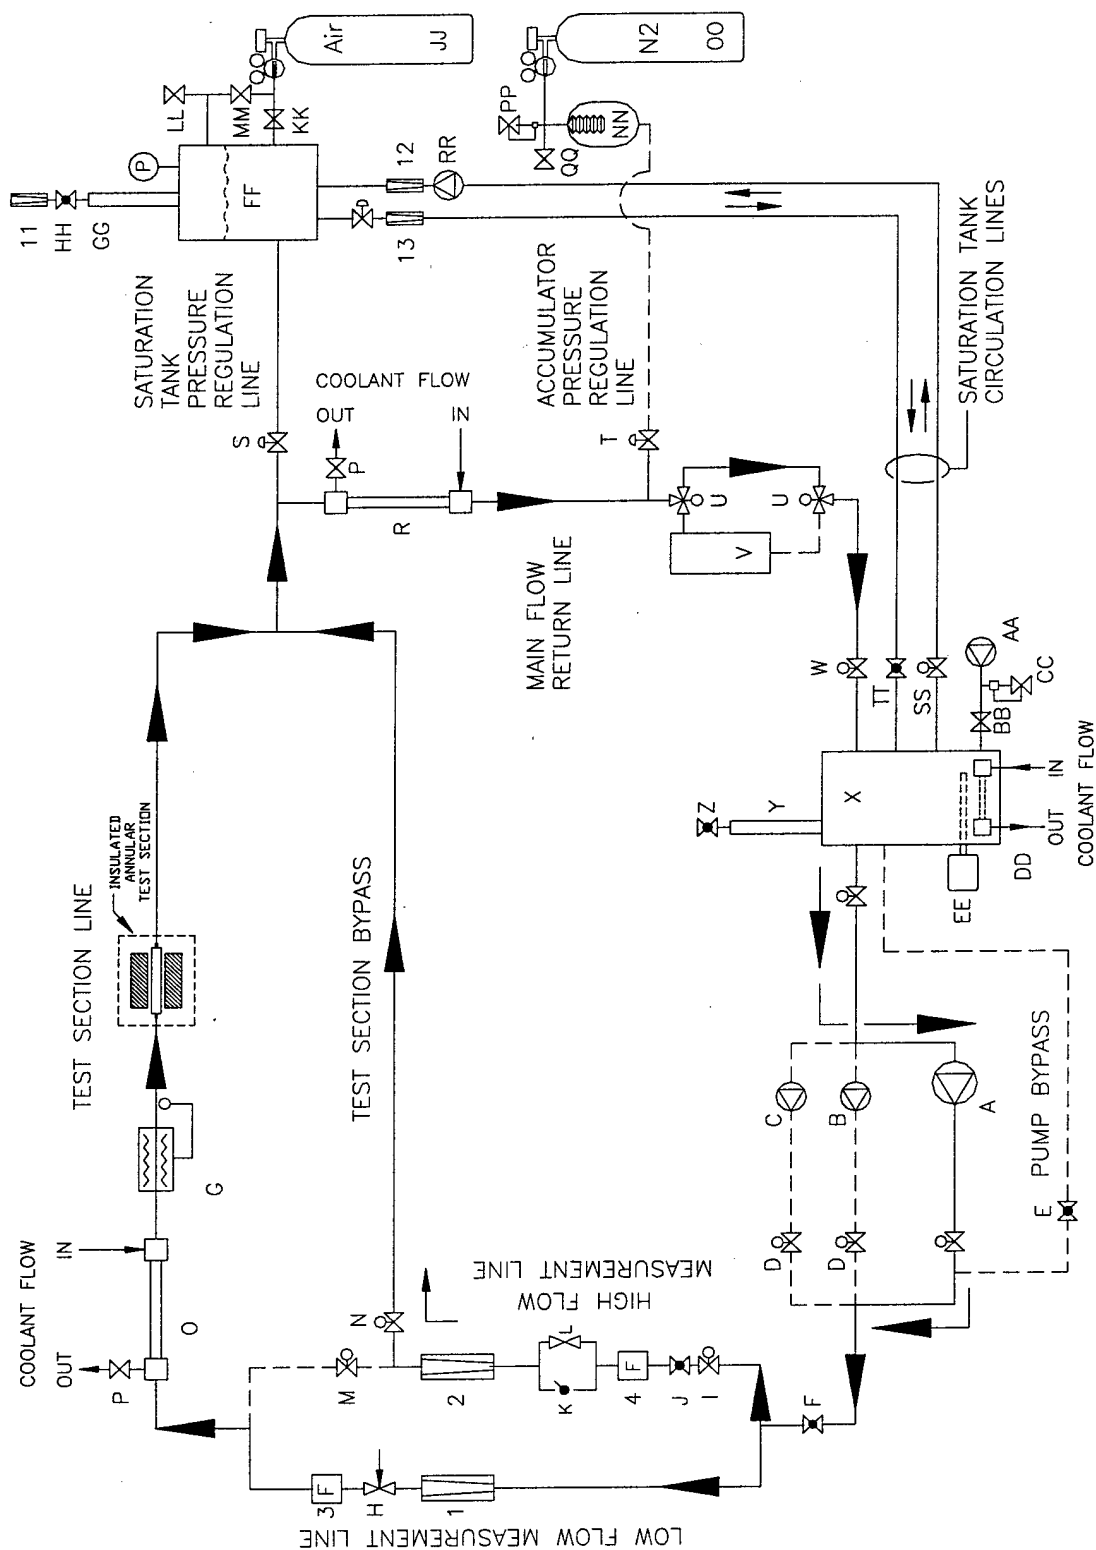 11
HH
GG
P
FF
LL
MM
KK
Air
JJ
PP
QQ
N2
OO
NN
12
RR
13
SATURATION
TANK
PRESSURE
REGULATION
LINE
ACCUMULATOR
PRESSURE
REGULATION
LINE
SATURATION TANK
CIRCULATION LINES
S
COOLANT FLOW
OUT
IN
P
R
T
U
U
V
MAIN FLOW
RETURN LINE
W
TT
SS
AA
BB
CC
X
Y
Z
EE
DD
OUT
IN
COOLANT FLOW
TEST SECTION LINE
INSULATED
ANNULAR
TEST SECTION
TEST SECTION BYPASS
G
COOLANT FLOW
OUT
IN
O
P
N
M
HIGH FLOW
MEASUREMENT LINE
2
L
K
F
4
J
I
F
3
H
1
LOW FLOW MEASUREMENT LINE
F
C
B
A
D
D
E
PUMP BYPASS